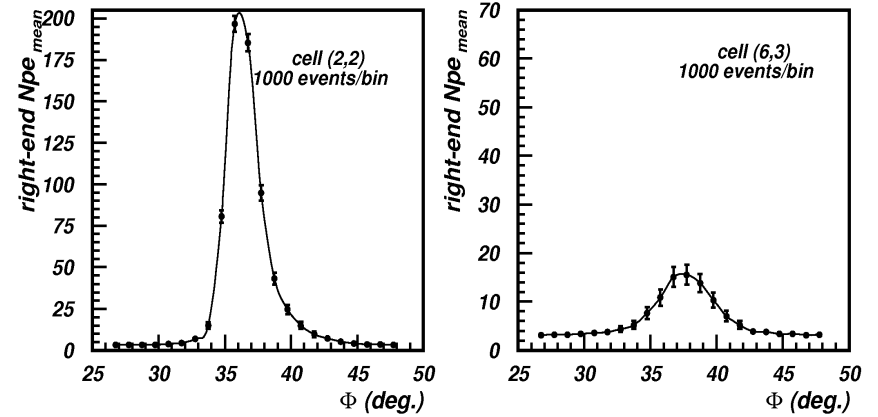 right-end Npe mean
200
175
150
125
100
75
50
25
0
cell (2,2)
1000 events/bin
25 30 35 40 45 50
Φ (deg.)
right-end Npe mean
70
60
50
40
30
20
10
0
cell (6,3)
1000 events/bin
25 30 35 40 45 50
Φ (deg.)